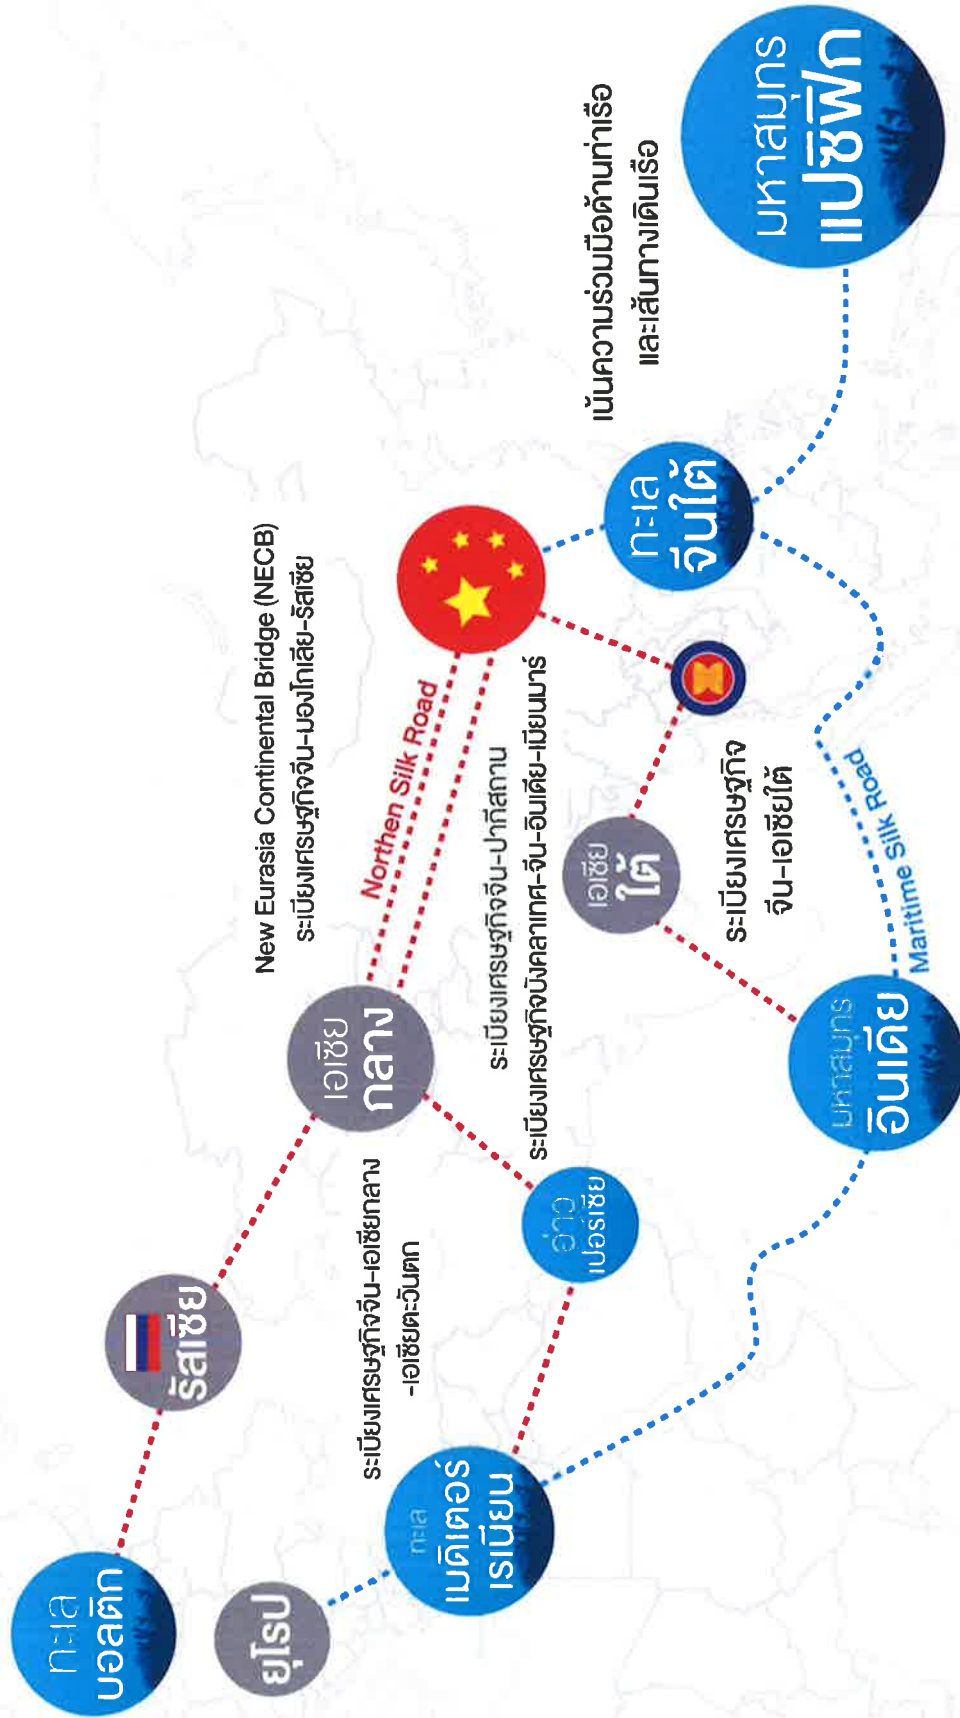 ทะเล
บอลติก
ยุโรป
รัสเซีย
ทะเล
เมดิเตอร์
เรเนียน
ระเบียงเศรษฐกิจจีน-เอเชียกลาง
-เอเชียตะวันตก
เอเชีย
กลาง
อ่าว
เปอร์เซีย
New Eurasia Continental Bridge (NECB)
ระเบียงเศรษฐกิจจีน-มองโกเลีย-รัสเซีย
Northen Silk Road
ระเบียงเศรษฐกิจจีน-ปากีสถาน
ระเบียงเศรษฐกิจบังคลาเทศ-จีน-อินเดีย-เมียนมาร์
เอเชีย
ใต้
ระเบียงเศรษฐกิจ
จีน-เอเชียใต้
มหาสมุทร
อินเดีย
Maritime Silk Road
ทะเล
จีนใต้
เน้นความร่วมมือด้านท่าเรือ
และเส้นทางเดินเรือ
มหาสมุทร
แปซิฟิก